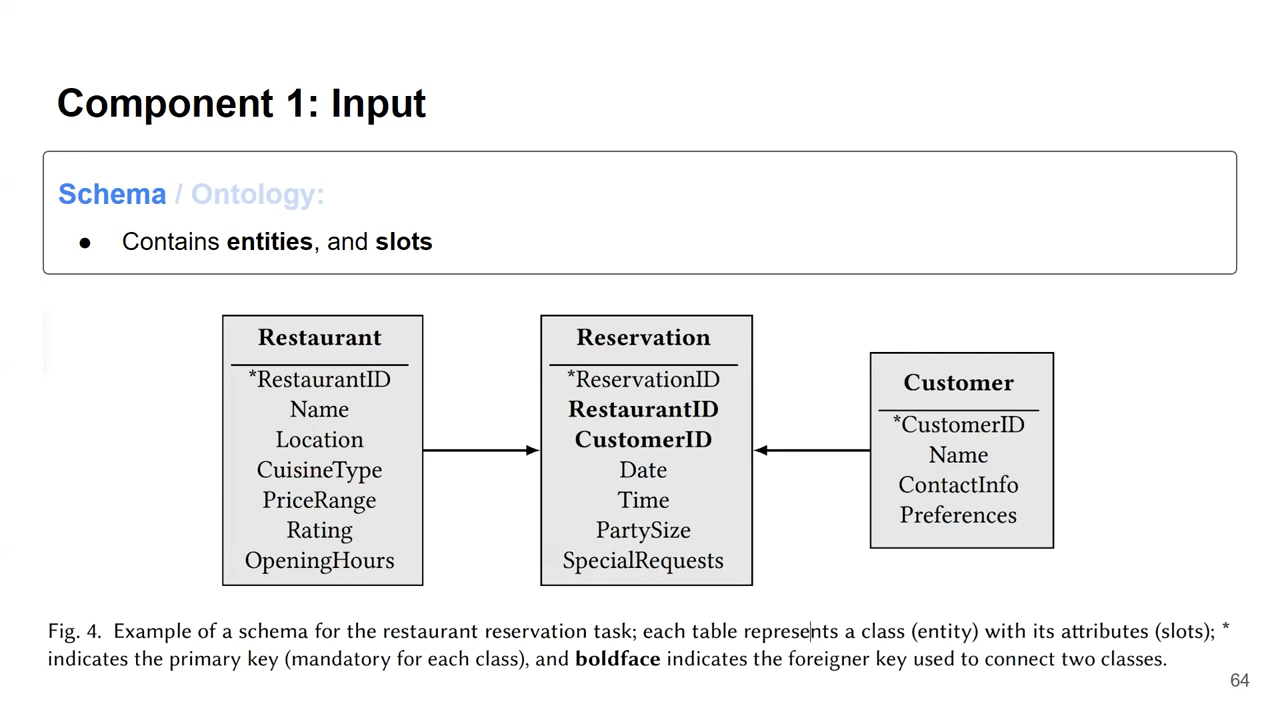 Component 1: Input
Schema / Ontology:
● Contains entities, and slots
Restaurant
*RestaurantID
Name
Location
CuisineType
PriceRange
Rating
OpeningHours
Reservation
*ReservationID
RestaurantID
CustomerID
Date
Time
PartySize
SpecialRequests
Customer
*CustomerID
Name
ContactInfo
Preferences
Fig. 4. Example of a schema for the restaurant reservation task; each table represents a class (entity) with its attributes (slots); *
indicates the primary key (mandatory for each class), and boldface indicates the foreigner key used to connect two classes.
64